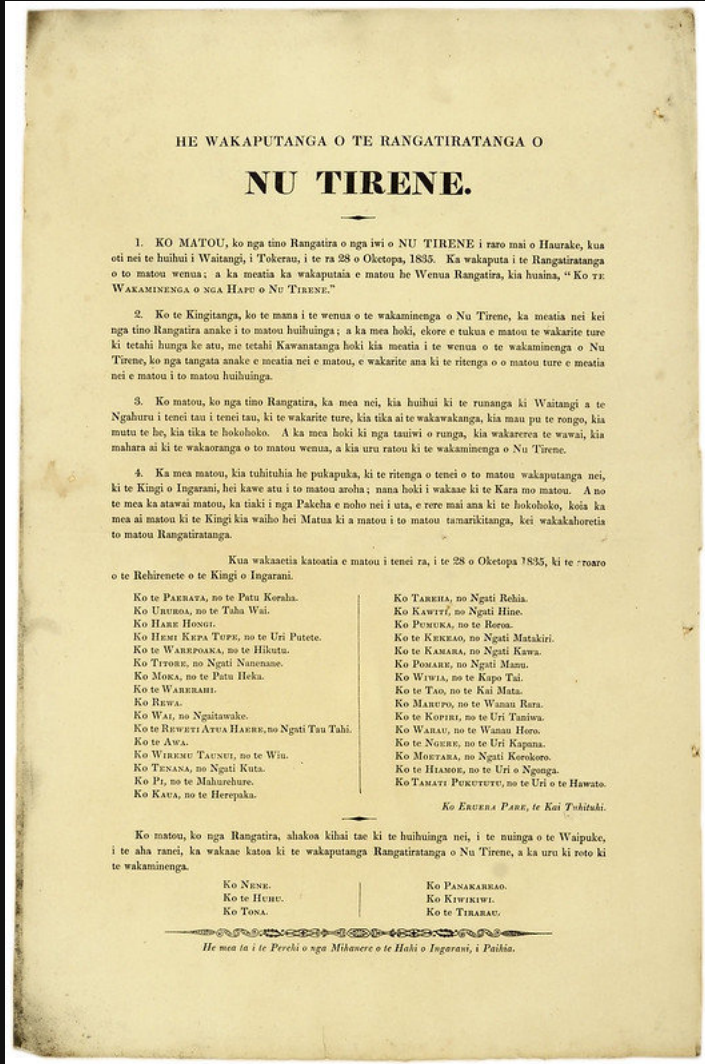 HE WAKAPUTANGA O TE RANGATIRATANGA O
NU TIRENE.
1. KO MATOU, ko nga tino Rangatira o nga iwi o NU TIRENE i raro mai o Haurake, kua
oti nei te huihui i Waitangi, i Tokerau, i te ra 28 o Oketopa, 1835. Ka wakaputa i te Rangatiratanga
o to matou wenua; a ka meatia ka wakaputaia e matou he Wenua Rangatira, kia huaina, “KO TE
WAKAMINENGA O NGA HAPU O NU TIRENE.”
2. Ko te Kingitanga, ko te mana i te wenua o te wakaminenga o Nu Tirene, ka meatia nei kei
nga tino Rangatira anake i to matou huihuinga; a ka mea hoki, ekore e tukua e matou te wakarite ture
ki tetahi hunga ke atu, me tetahi Kawanatanga hoki kia meatia i te wenua o te wakaminenga o Nu
Tirene, ko nga tangata anake e meatia nei e matou, e wakarite ana ki te ritenga o o matou ture e meatia
nei e matou i to matou huihuinga.
3. Ko matou, ko nga tino Rangatira, ka mea nei, kia huihui ki te runanga ki Waitangi a te
Ngahuru i tenei tau i tenei tau, ki te wakarite ture, kia tika ai te wakawakanga, kia mau pu te rongo, kia
mutu te he, kia tika te hokohoko. A ka mea hoki ki nga tauiwi o runga, kia wakarerea te wawai, kia
mahara ai ki te wakaoranga o to matou wenua, a kia uru ratou ki te wakaminenga o Nu Tirene.
4. Ka mea matou, kia tuhituhia he pukapuka, ki te ritenga o tenei o to matou wakaputanga nei,
ki te Kingi o Ingarani, hei kawe atu i to matou aroha; nana hoki i wakaae ki te Kara mo matou. A no
te mea ka atawai matou, ka tiaki i nga Pakeha e noho nei i uta, e rere mai ana ki te hokohoko, koia ka
mea ai matou ki te Kingi kia waiho hei Matua ki a matou i to matou tamarikitanga, kei wakakahoretia
to matou Rangatiratanga.
Kua wakaaetia katoatia e matou i tenei ra, i te 28 o Oketopa 1835, ki te aroaro
o te Rehirenete o te Kingi o Ingarani.
KO TE PAERATA, no te Patu Koraha.
KO URUROA, no te Taha Wai.
KO HARE HONGI.
KO HEMI KEPA TUPE, no te Uri Putete.
Ko te WAREPOAKA, no te Hikutu.
KO TITORE, no Ngati Nanenane.
KO MOKA, no te Patu Heka.
Ko te WARERAHI.
KO REWA.
KO WAI, no Ngaitawake.
Ko te REWETI ATUA HAERE, no Ngati Tau Tahi.
Ko te AWA.
KO WIREMU TAUNUI, no te Wiu.
KO TENANA, no Ngati Kuta.
KO PI, no te Mahurehure.
KO KAUA, no te Herepaka.
KO TAREHA, no Ngati Rehia.
KO KAWITI, no Ngati Hine.
KO PUMUKA, no te Roroa.
Ko te KEKEAO, no Ngati Matakiri.
Ko te KAMARA, no Ngati Kawa.
KO POMARE, no Ngati Manu.
KO WIWIA, no te Kapo Tai.
Ko te TAO, no te Kai Mata.
KO MARUPO, no te Wanau Rara.
Ko te KOPIRI, no te Uri Taniwa.
KO WARAU, no te Wanau Horo.
Ko te NGERE, no te Uri Kapana.
KO MOETARA, no Ngati Korokoro.
Ko te HIAMOE, no te Uri o Ngonga.
KO TAMATI PUKUTUTU, no te Uri o te Hawato.
Ko ERUERA PARE, te Kai Tuhituhi.
Ko matou, ko nga Rangatira, ahakoa kihai tae ki te huihuinga nei, i te nuinga o te Waipuke,
i te aha ranei, ka wakaae katoa ki te wakaputanga Rangatiratanga o Nu Tirene, a ka uru ki roto ki
te wakaminenga.
KO NENE.
Ko te HUHU.
KO TONA.
KO PANAKAREAO.
KO KIWIKIWI.
Ko te TIRARAU.
He mea ta i te Perehi o nga Mihanere o te Hahi o Ingarani, i Paihia.